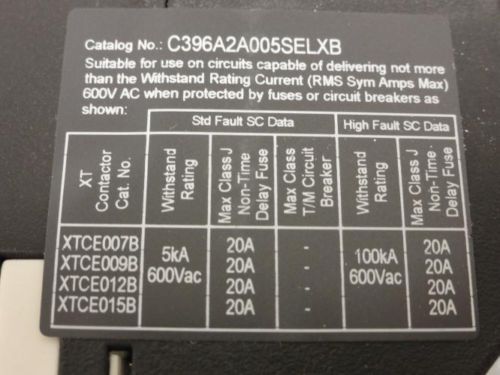 Catalog No.: C396A2A005SELXB
Suitable for use on circuits capable of delivering not more
than the Withstand Rating Current (RMS Sym Amps Max)
600V AC when protected by fuses or circuit breakers as
shown:
Std Fault SC Data High Fault SC Data
XT
Contactor
Cat. No.
Withstand
Rating
Max Class J
Non-Time
Delay Fuse
Max Class
T/M Circuit
Breaker
Withstand
Rating
Max Class J
Non-Time
Delay Fuse
XTCE007B 20A - 20A
XTCE009B 20A - 20A
XTCE012B 20A - 20A
XTCE015B 20A - 20A
5kA
600Vac
100kA
600Vac